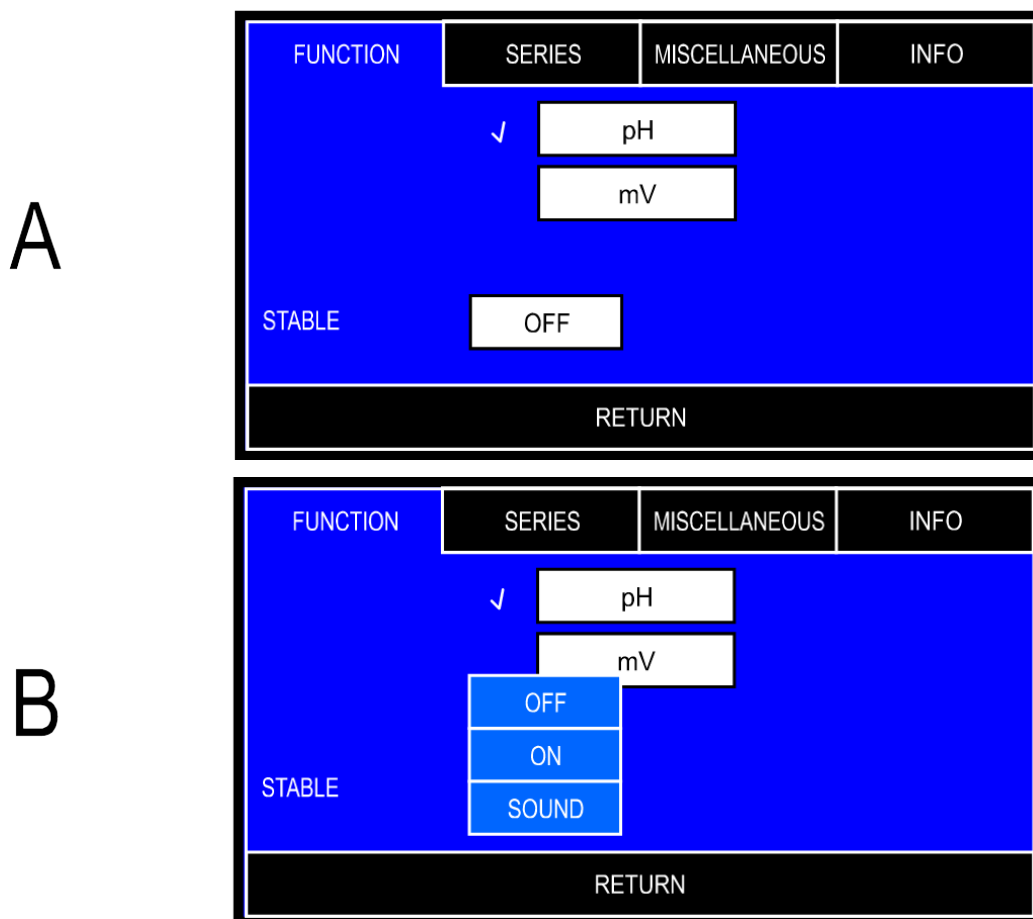 A
FUNCTION SERIES MISCELLANEOUS INFO
pH
mV
STABLE OFF
RETURN
B
FUNCTION SERIES MISCELLANEOUS INFO
pH
mV
OFF
ON
STABLE
SOUND
RETURN